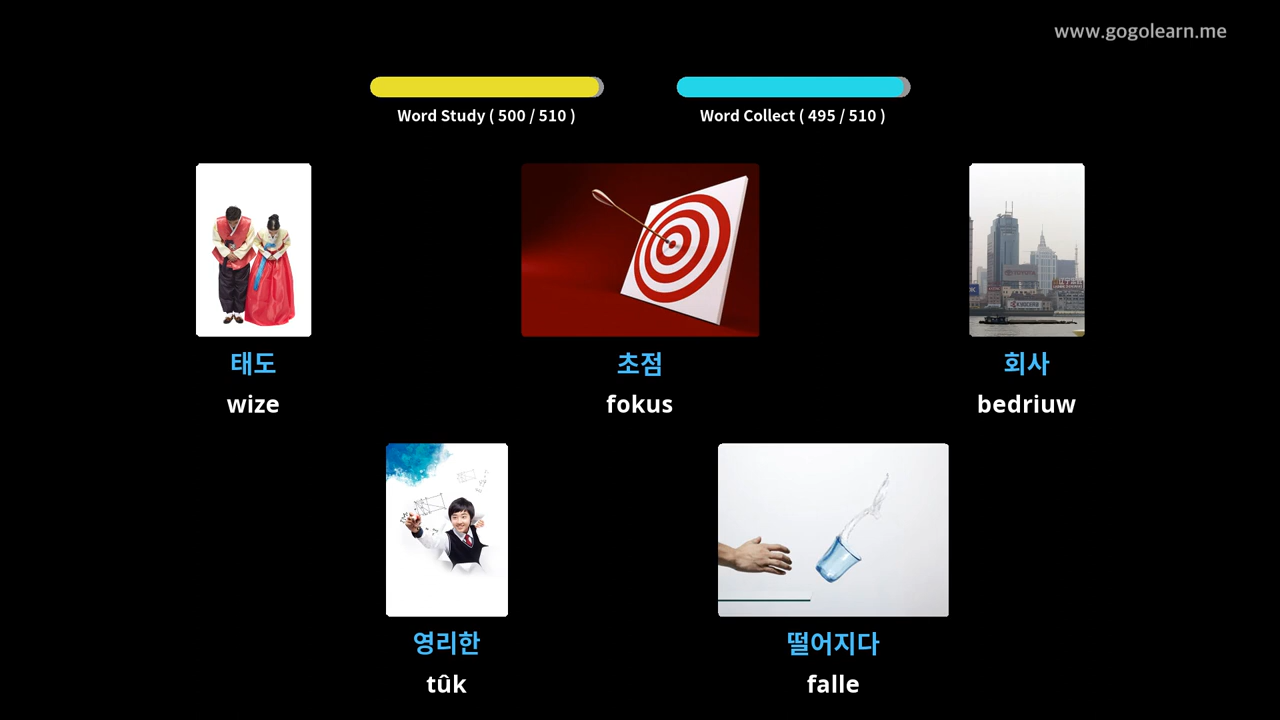 www.gogolearn.me
Word Study ( 500 / 510 )
Word Collect ( 495 / 510 )
TOYOTA
태도
초점
회사
wize
fokus
bedriuw
영리한
떨어지다
tûk
falle